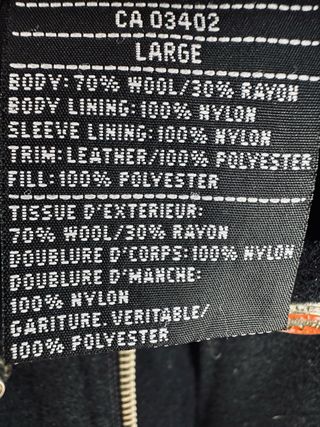 CA 03402
LARGE
BODY: 70% WOOL/30% RAYON
BODY LINING: 100% NYLON
SLEEVE LINING: 100% NYLON
TRIM: LEATHER/100% POLYESTER
FILL: 100% POLYESTER
TISSUE D'EXTERIEUR:
70% WOOL/30% RAYON
DOUBLURE D'CORPS: 100% NYLON
DOUBLURE D'MANCHE:
100% NYLON
GARITURE. VERITABLE/
100% POLYESTER